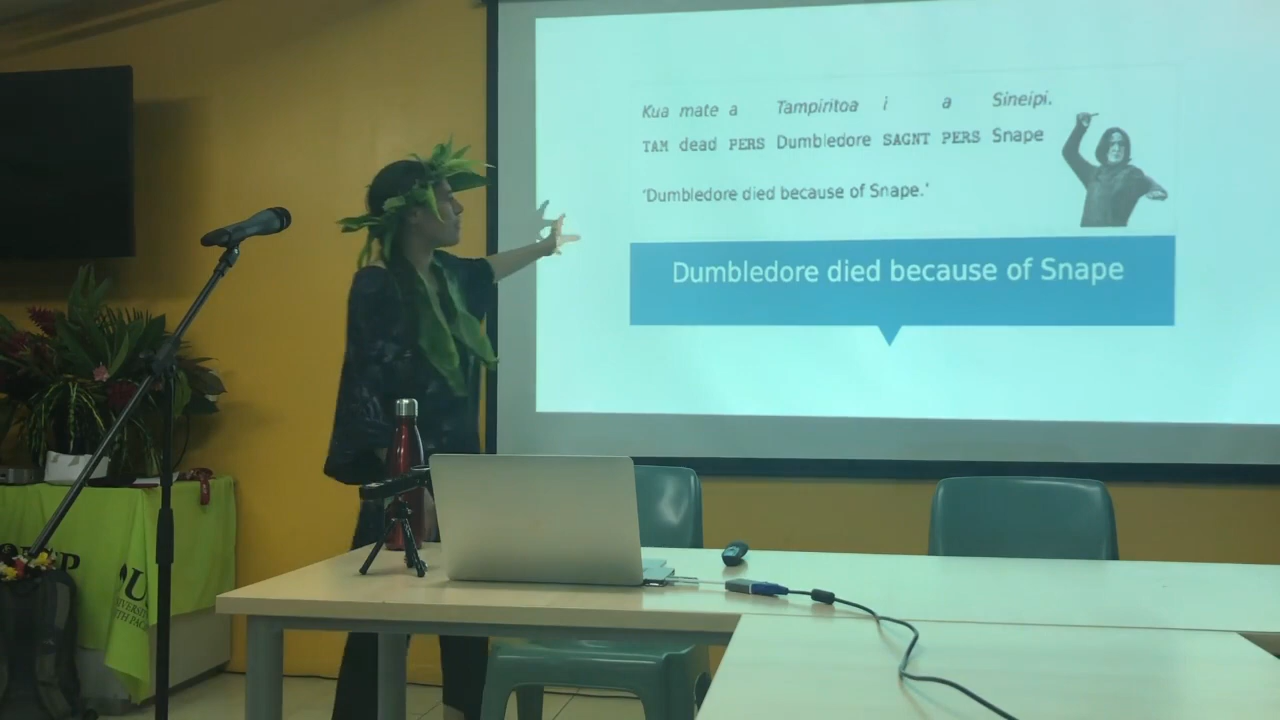 Kua mate a Tampiritoa i a Sineipi.
TAM dead PERS Dumbledore SAGNT PERS Snape
'Dumbledore died because of Snape.'
Dumbledore died because of Snape